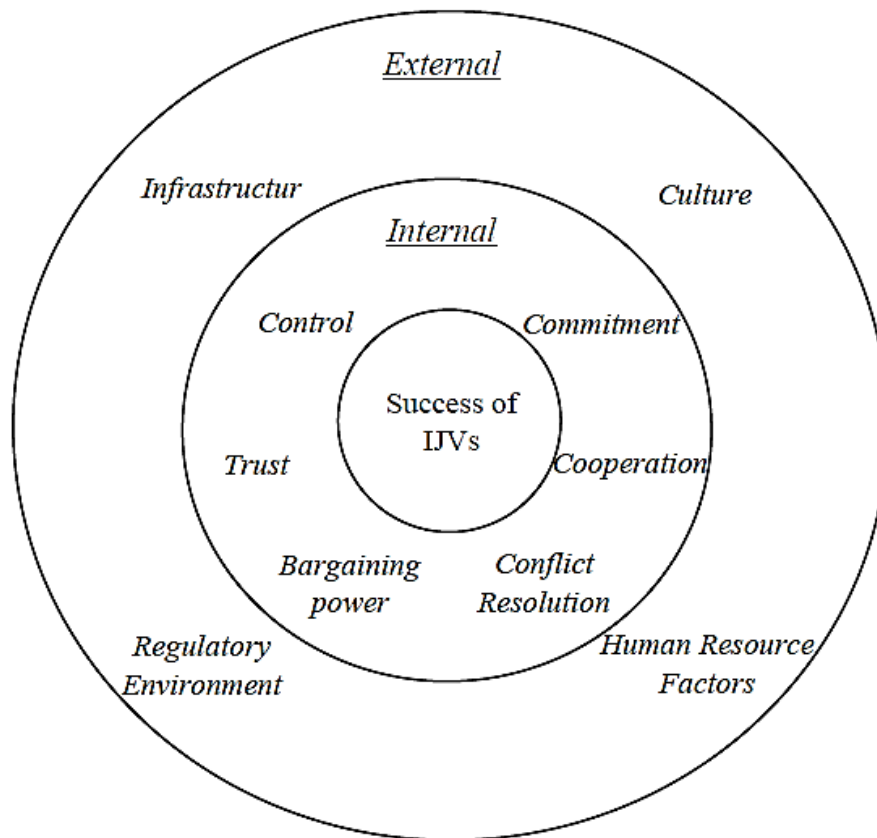 External
Infrastructur
Culture
Internal
Control
Commitment
Success of
IJVs
Trust
Cooperation
Bargaining
power
Conflict
Resolution
Regulatory
Environment
Human Resource
Factors